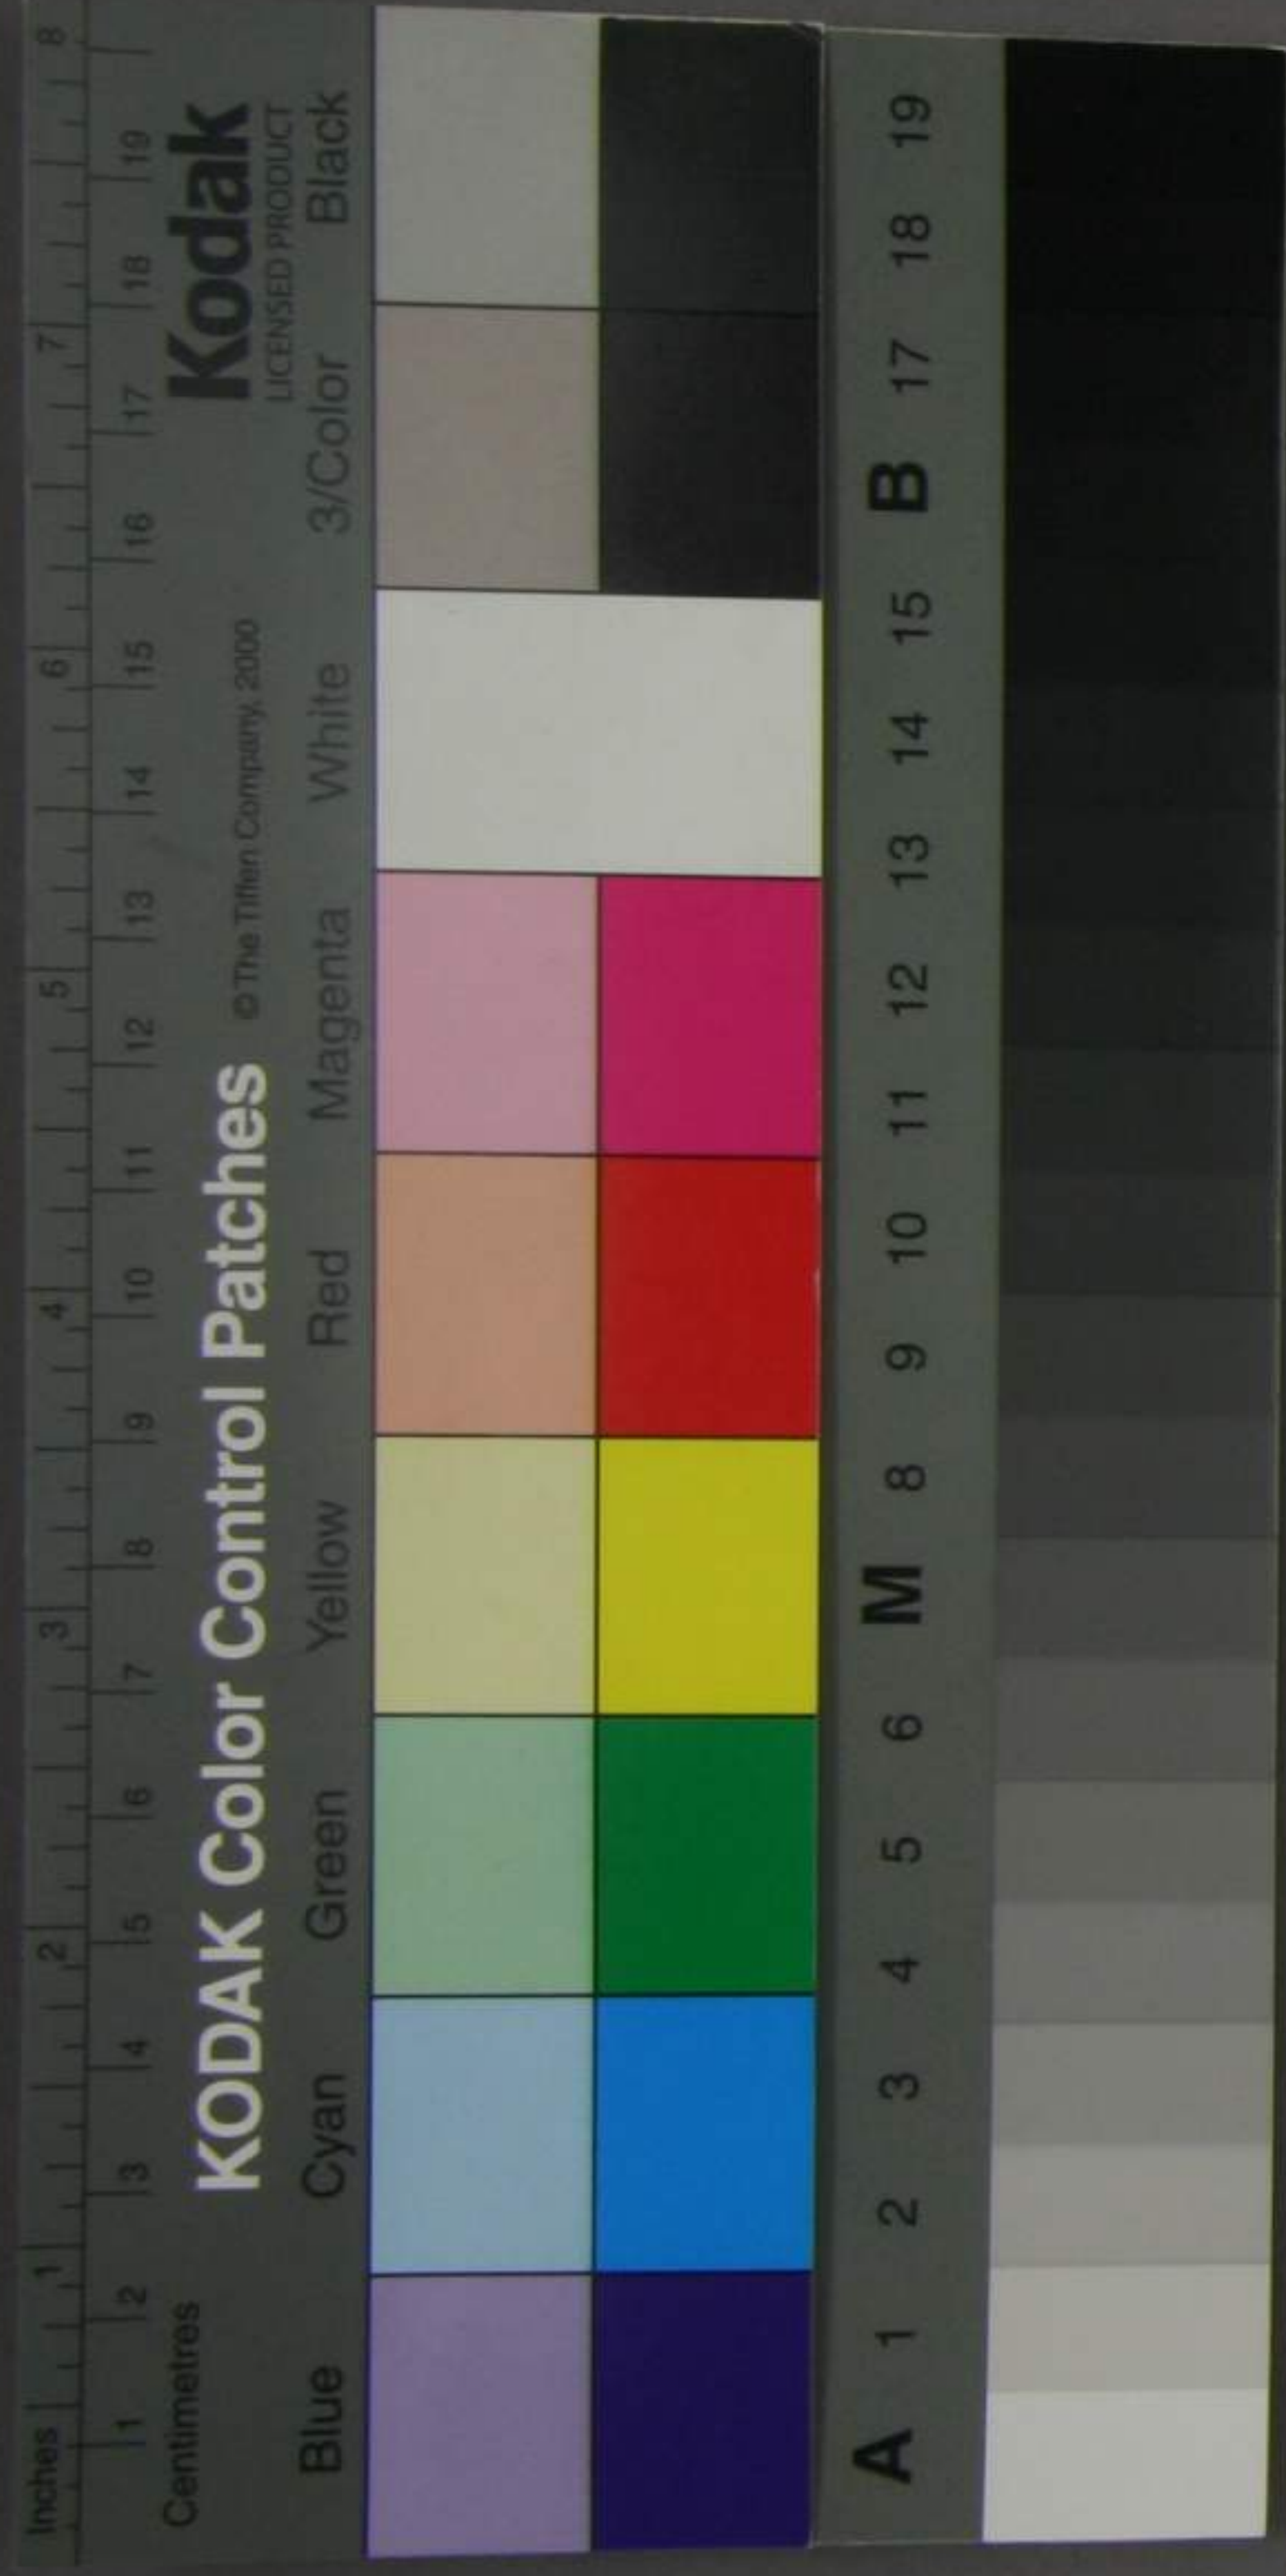 Inches 1 2 3 4 5 6 7 8
Centimetres 1 2 3 4 5 6 7 8 9 10 11 12 13 14 15 16 17 18 19
KODAK Color Control Patches © The Tiffen Company, 2000
Kodak
LICENSED PRODUCT
Blue Cyan Green Yellow Red Magenta White 3/Color Black
A 1 2 3 4 5 6 M 8 9 10 11 12 13 14 15 B 17 18 19